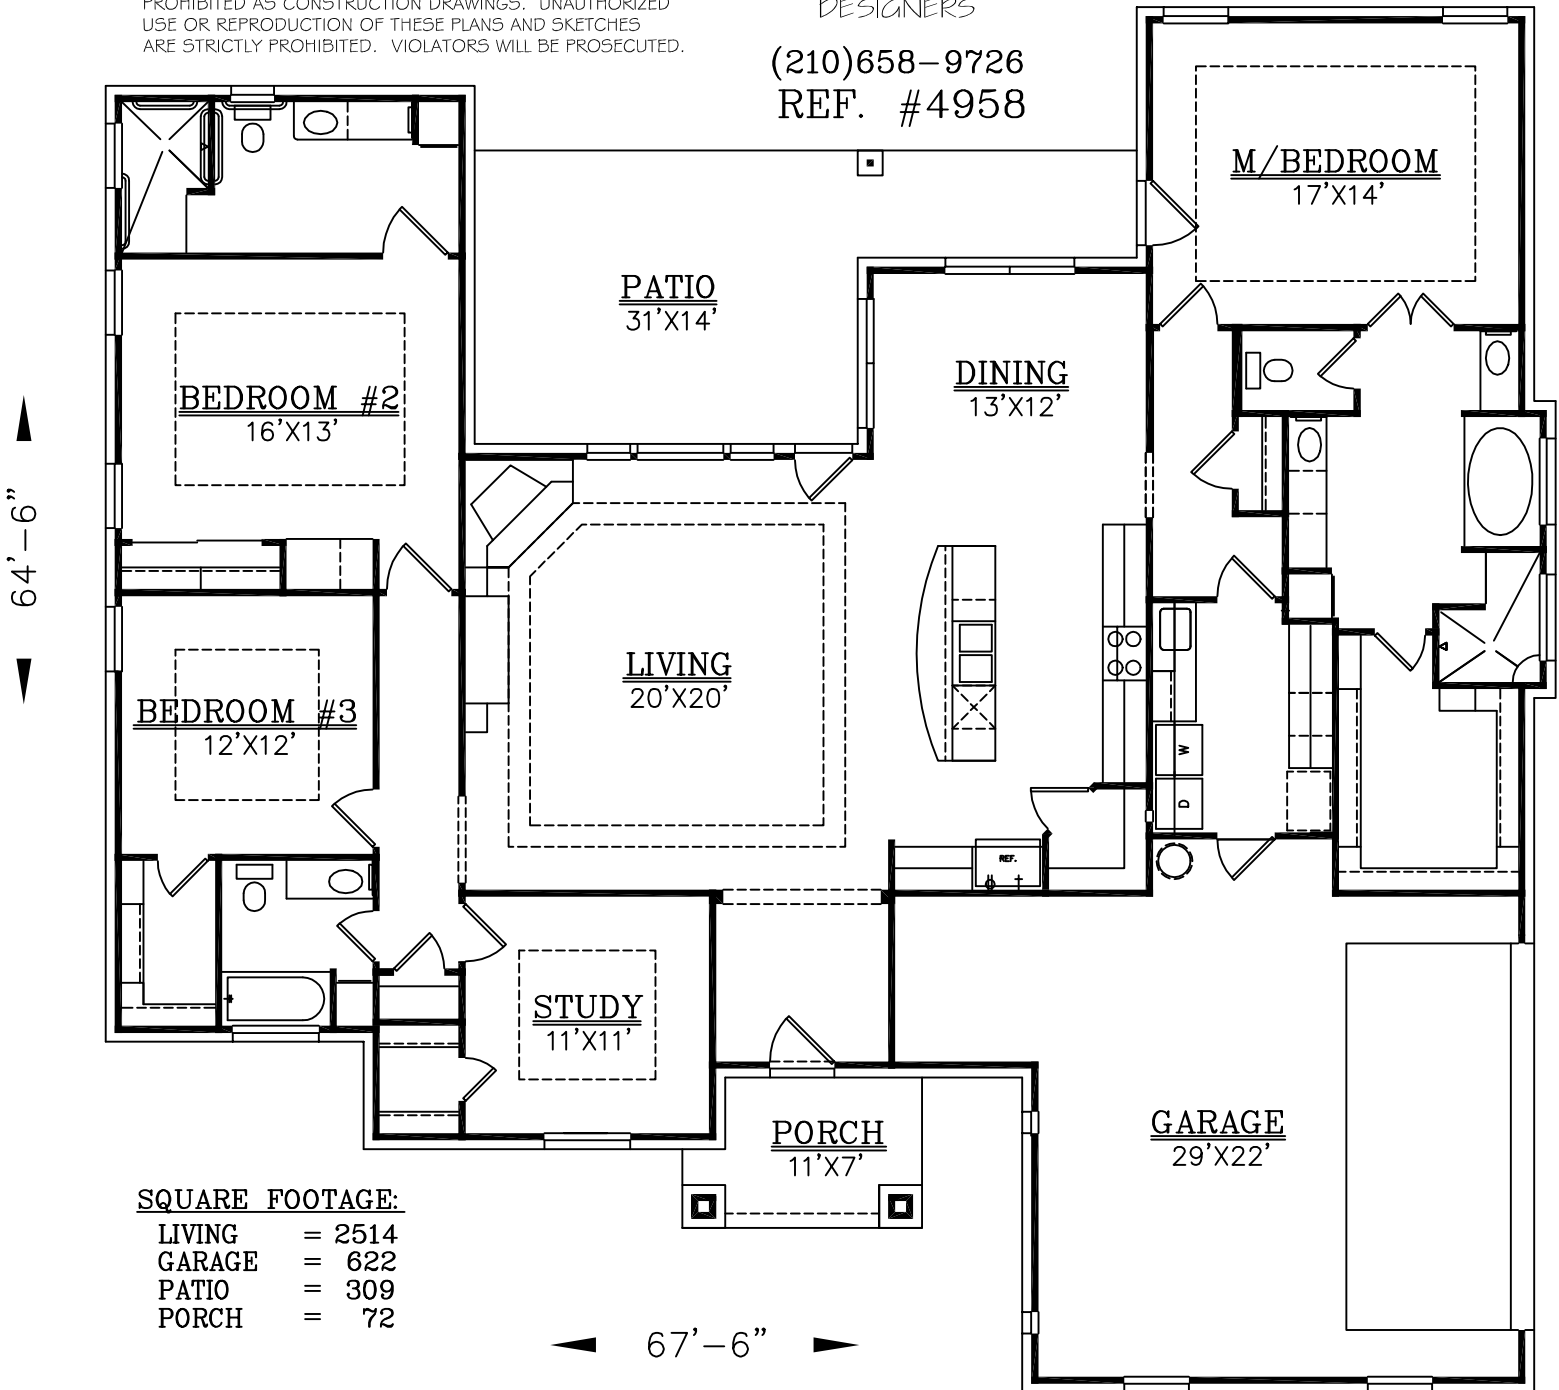 PROHIBITED AS CONSTRUCTION DRAWINGS. UNAUTHORIZED
USE OR REPRODUCTION OF THESE PLANS AND SKETCHES
ARE STRICTLY PROHIBITED. VIOLATORS WILL BE PROSECUTED.
DESIGNERS
(210)658-9726
REF. #4958
M/BEDROOM
17'X14'
PATIO
31'X14'
BEDROOM #2
16'X13'
DINING
13'X12'
64'-6"
LIVING
20'X20'
BEDROOM #3
12'X12'
W
D
REF.
STUDY
11'X11'
PORCH
11'X7'
GARAGE
29'X22'
SQUARE FOOTAGE:
LIVING = 2514
GARAGE = 622
PATIO = 309
PORCH = 72
67'-6"